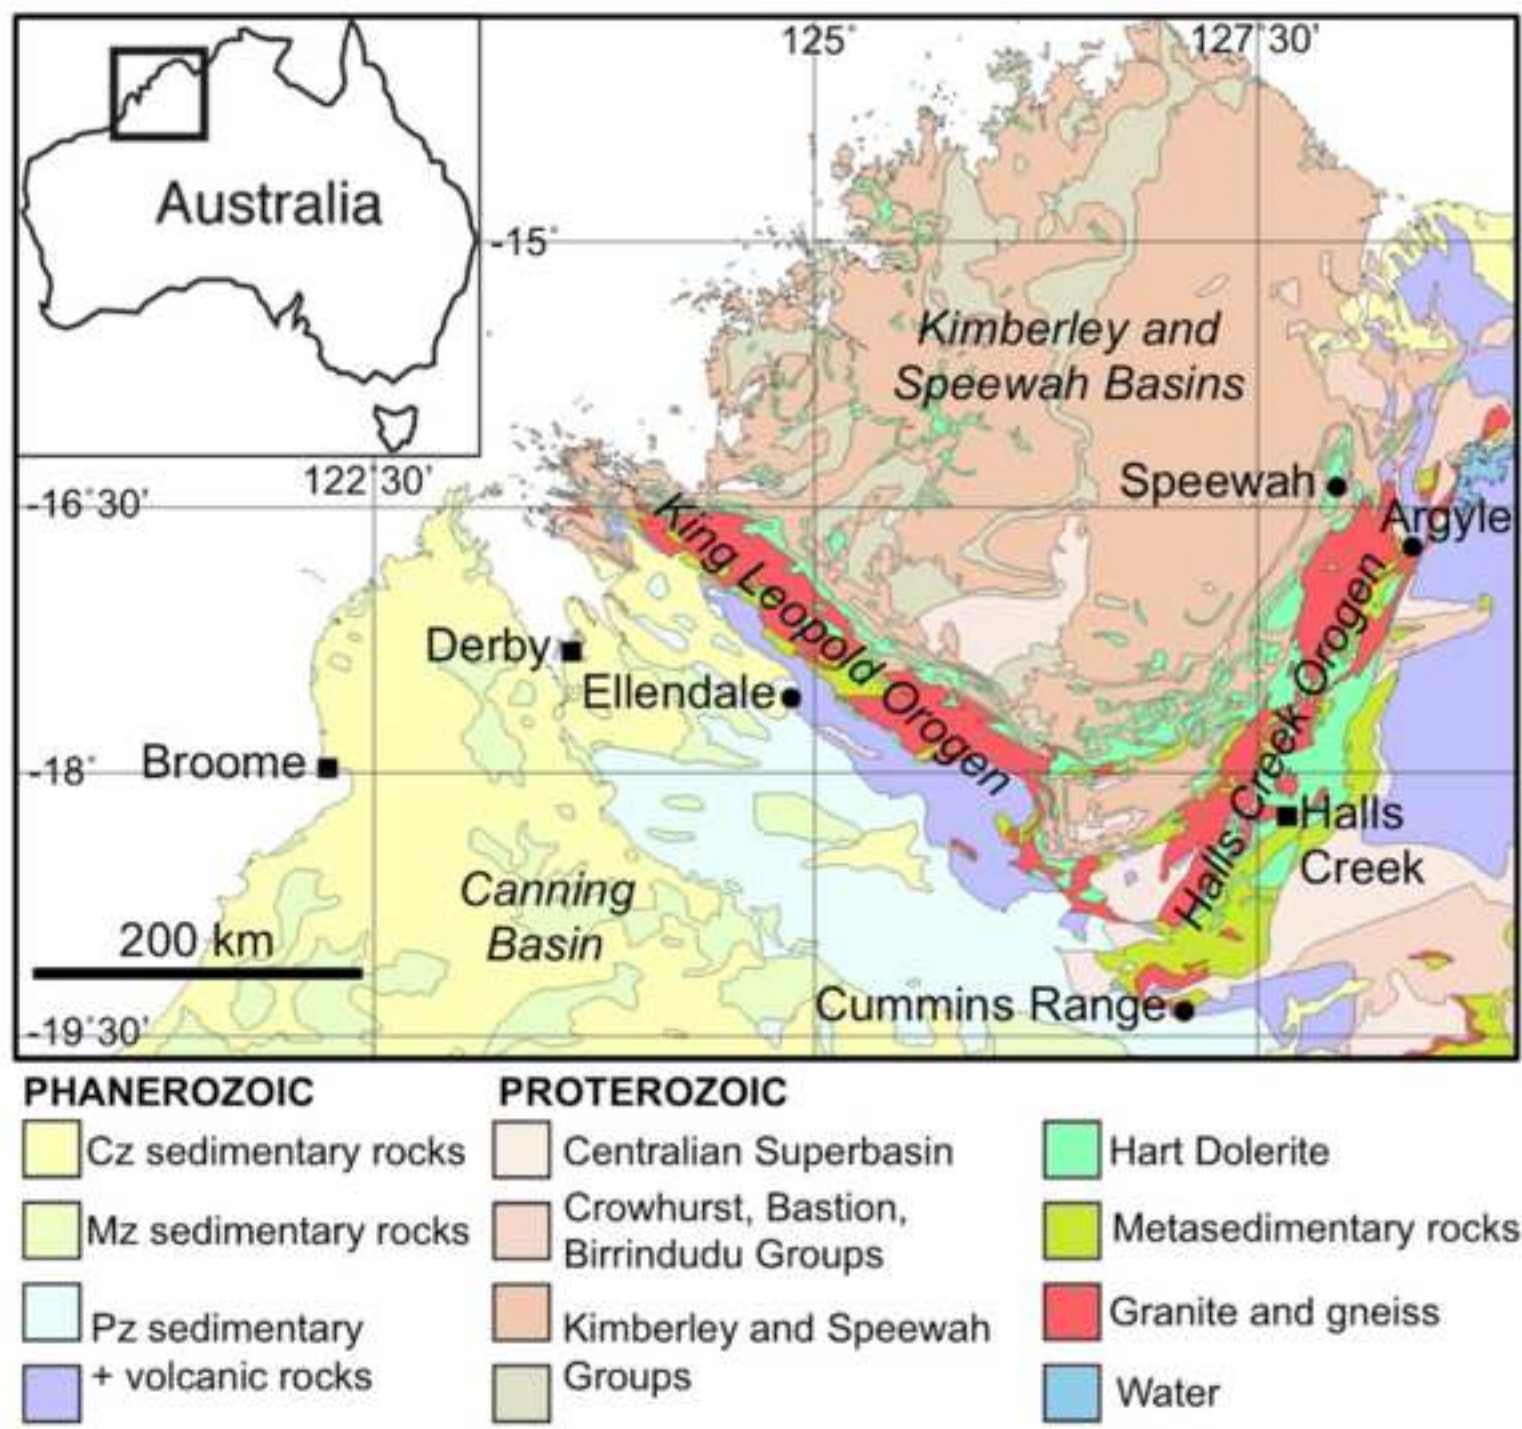 125°
127°30'
Australia
-15°
Kimberley and
Speewah Basins
122°30'
-16°30'
Speewah
Argyle
King Leopold Orogen
Derby
Ellendale
Halls Creek Orogen
Broome
-18°
Halls
Creek
Canning
Basin
200 km
Cummins Range
-19°30'
PHANEROZOIC
Cz sedimentary rocks
Mz sedimentary rocks
Pz sedimentary
+ volcanic rocks
PROTEROZOIC
Centralian Superbasin
Crowhurst, Bastion,
Birrindudu Groups
Kimberley and Speewah
Groups
Hart Dolerite
Metasedimentary rocks
Granite and gneiss
Water